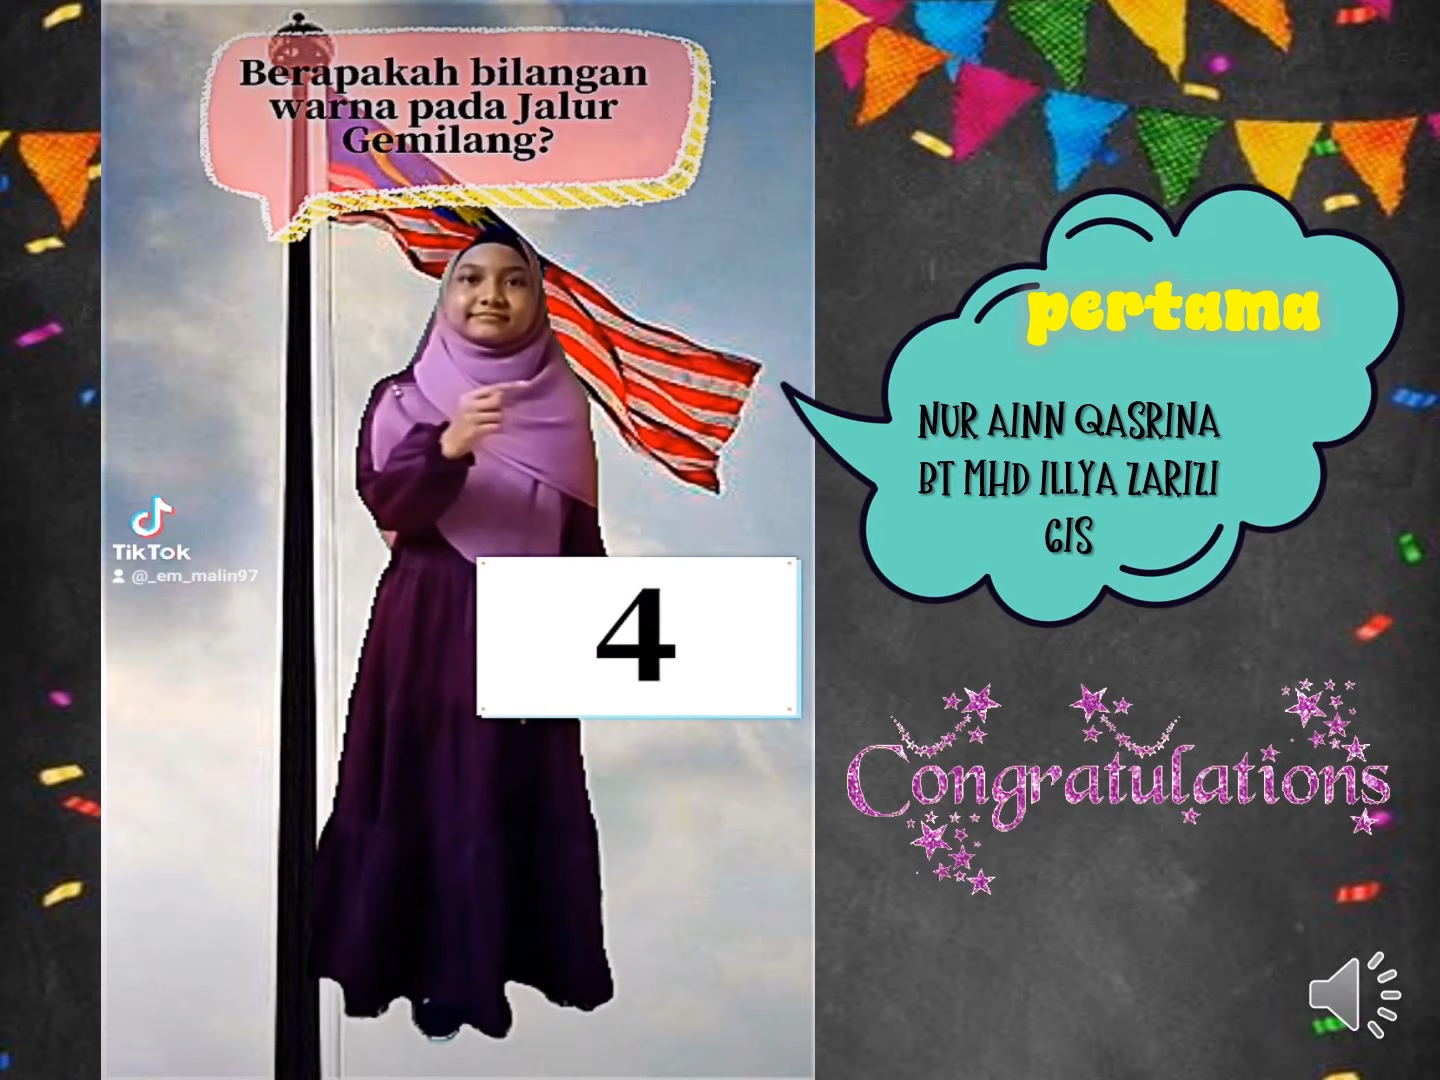 Berapakah bilangan
warna pada Jalur
Gemilang?
TikTok
@_em_malin97
4
pertama
NUR AINN QASRINA
BT MHD ILLYA ZARIZI
6IS
Congratulations